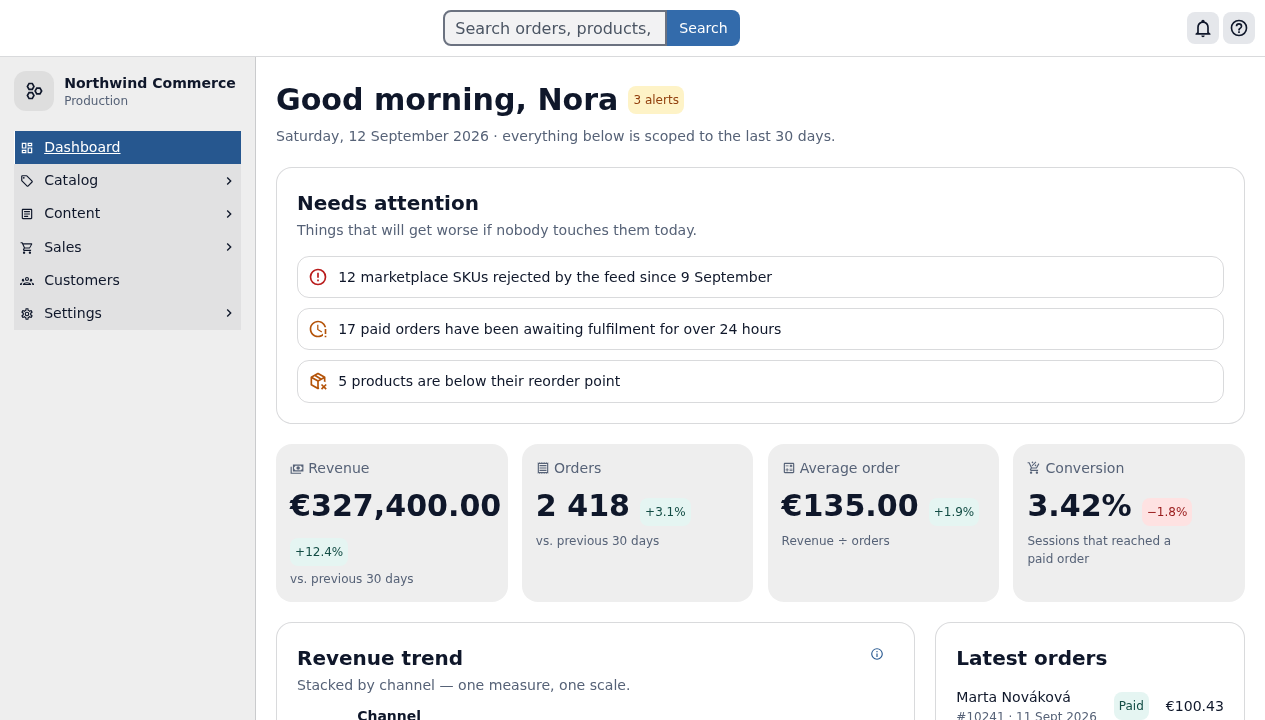 Search orders, products,
Search
Northwind Commerce
Production
Dashboard
Catalog
Content
Sales
Customers
Settings
Good morning, Nora
3 alerts
Saturday, 12 September 2026 · everything below is scoped to the last 30 days.
Needs attention
Things that will get worse if nobody touches them today.
12 marketplace SKUs rejected by the feed since 9 September
17 paid orders have been awaiting fulfilment for over 24 hours
5 products are below their reorder point
Revenue
€327,400.00
+12.4%
vs. previous 30 days
Orders
2 418 +3.1%
vs. previous 30 days
Average order
€135.00 +1.9%
Revenue ÷ orders
Conversion
3.42% −1.8%
Sessions that reached a
paid order
Revenue trend
Stacked by channel — one measure, one scale.
Channel
Latest orders
Marta Nováková
#10241 · 11 Sept 2026
Paid
€100.43